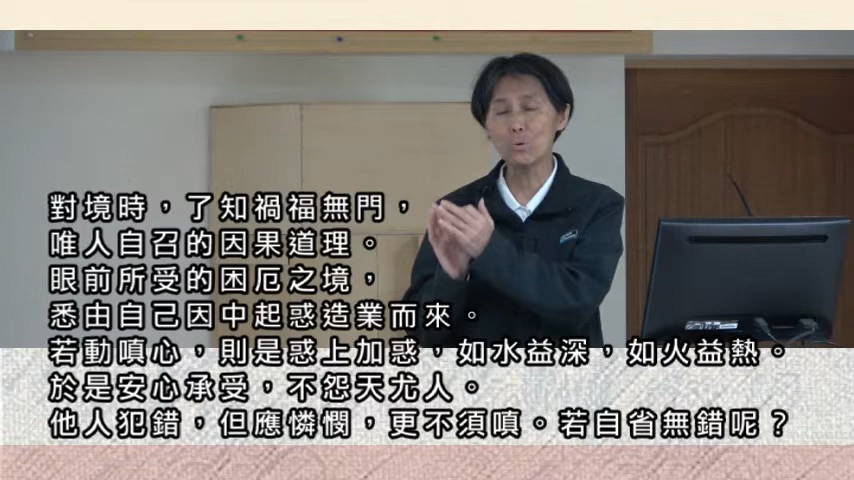 對境時，了知禍福無門，
唯人自召的因果道理。
眼前所受的困厄之境，
悉由自己因中起惑造業而來。
若動嗔心，則是惑上加惑，如水益深，如火益熱。
於是安心承受，不怨天尤人。
他人犯錯，但應憐憫，更不須嗔。若自省無錯呢？